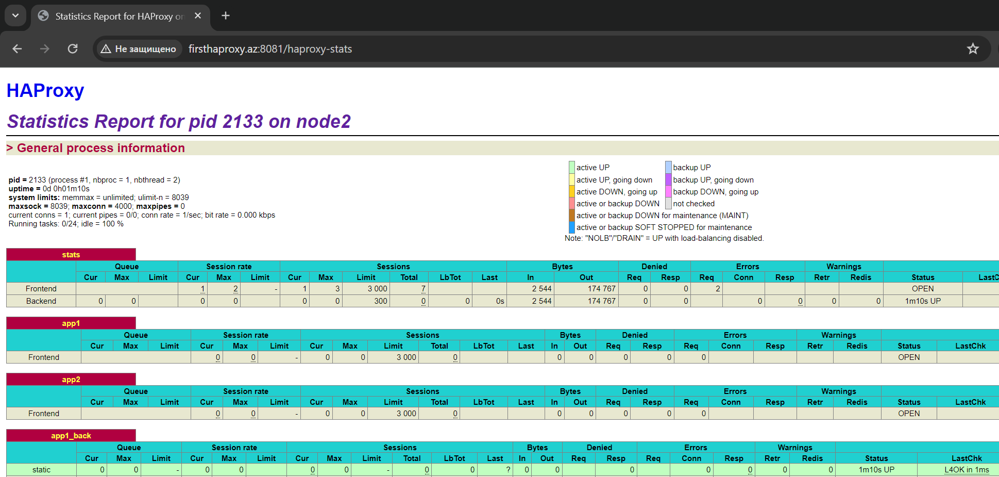 Statistics Report for HAProxy on
Не защищено firsthaproxy.az:8081/haproxy-stats
HAProxy
Statistics Report for pid 2133 on node2
> General process information
pid = 2133 (process #1, nbproc = 1, nbthread = 2)
uptime = 0d 0h01m10s
system limits: memmax = unlimited; ulimit-n = 8039
maxsock = 8039; maxconn = 4000; maxpipes = 0
current conns = 1; current pipes = 0/0; conn rate = 1/sec; bit rate = 0.000 kbps
Running tasks: 0/24; idle = 100 %
active UP backup UP
active UP, going down backup UP, going down
active DOWN, going up backup DOWN, going up
active or backup DOWN not checked
active or backup DOWN for maintenance (MAINT)
active or backup SOFT STOPPED for maintenance
Note: "NOLB"/"DRAIN" = UP with load-balancing disabled.
stats
Queue Session rate Sessions Bytes Denied Errors Warnings
Cur Max Limit Cur Max Limit Cur Max Limit Total LbTot Last In Out Req Resp Req Conn Resp Retr Redis Status LastC
Frontend 1 2 - 1 3 3 000 7 2 544 174 767 0 0 2 OPEN
Backend 0 0 0 0 0 0 300 0 0 0s 2 544 174 767 0 0 0 0 0 0 1m10s UP
app1
Queue Session rate Sessions Bytes Denied Errors Warnings
Cur Max Limit Cur Max Limit Cur Max Limit Total LbTot Last In Out Req Resp Req Conn Resp Retr Redis Status LastChk
Frontend 0 0 - 0 0 3 000 0 0 0 0 0 0 OPEN
app2
Queue Session rate Sessions Bytes Denied Errors Warnings
Cur Max Limit Cur Max Limit Cur Max Limit Total LbTot Last In Out Req Resp Req Conn Resp Retr Redis Status LastChk
Frontend 0 0 - 0 0 3 000 0 0 0 0 0 0 OPEN
app1_back
Queue Session rate Sessions Bytes Denied Errors Warnings
Cur Max Limit Cur Max Limit Cur Max Limit Total LbTot Last In Out Req Resp Req Conn Resp Retr Redis Status LastChk
static 0 0 - 0 0 0 0 - 0 0 ? 0 0 0 0 0 0 0 1m10s UP L4OK in 1ms